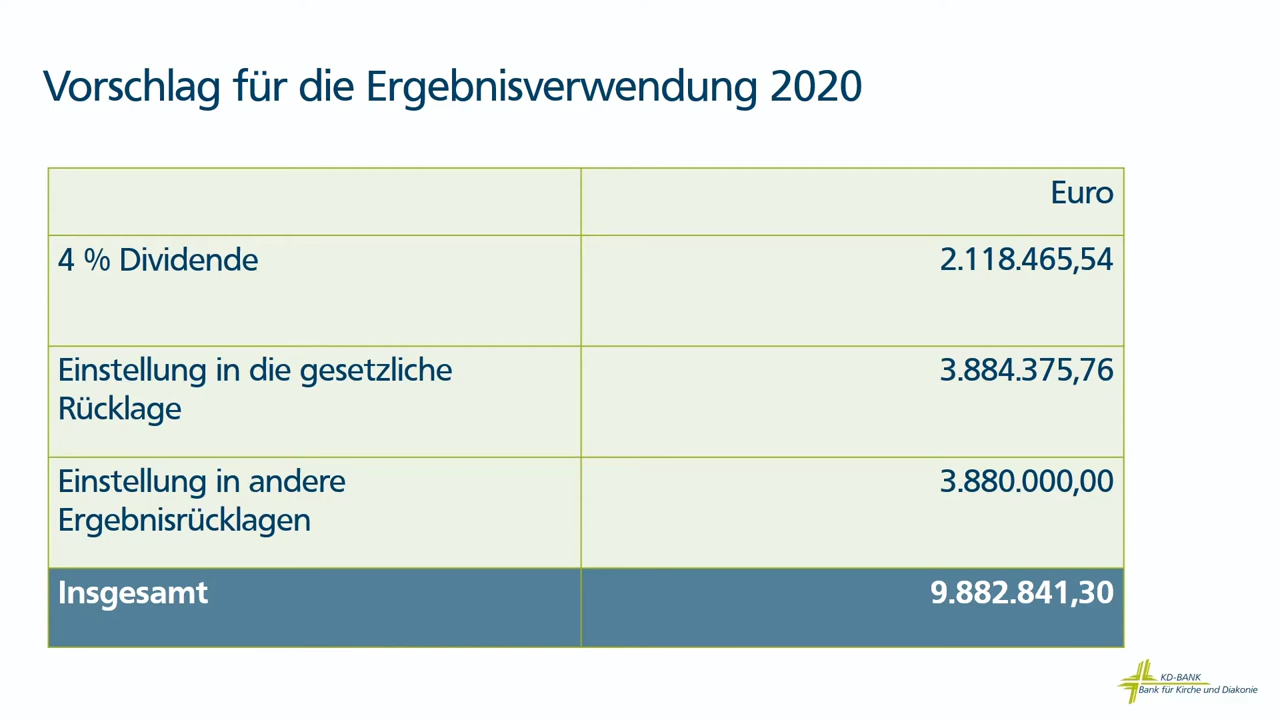 Vorschlag für die Ergebnisverwendung 2020
Euro
4 % Dividende 2.118.465,54
Einstellung in die gesetzliche 3.884.375,76
Rücklage
Einstellung in andere 3.880.000,00
Ergebnisrücklagen
Insgesamt 9.882.841,30
KD-BANK
Bank für Kirche und Diakonie